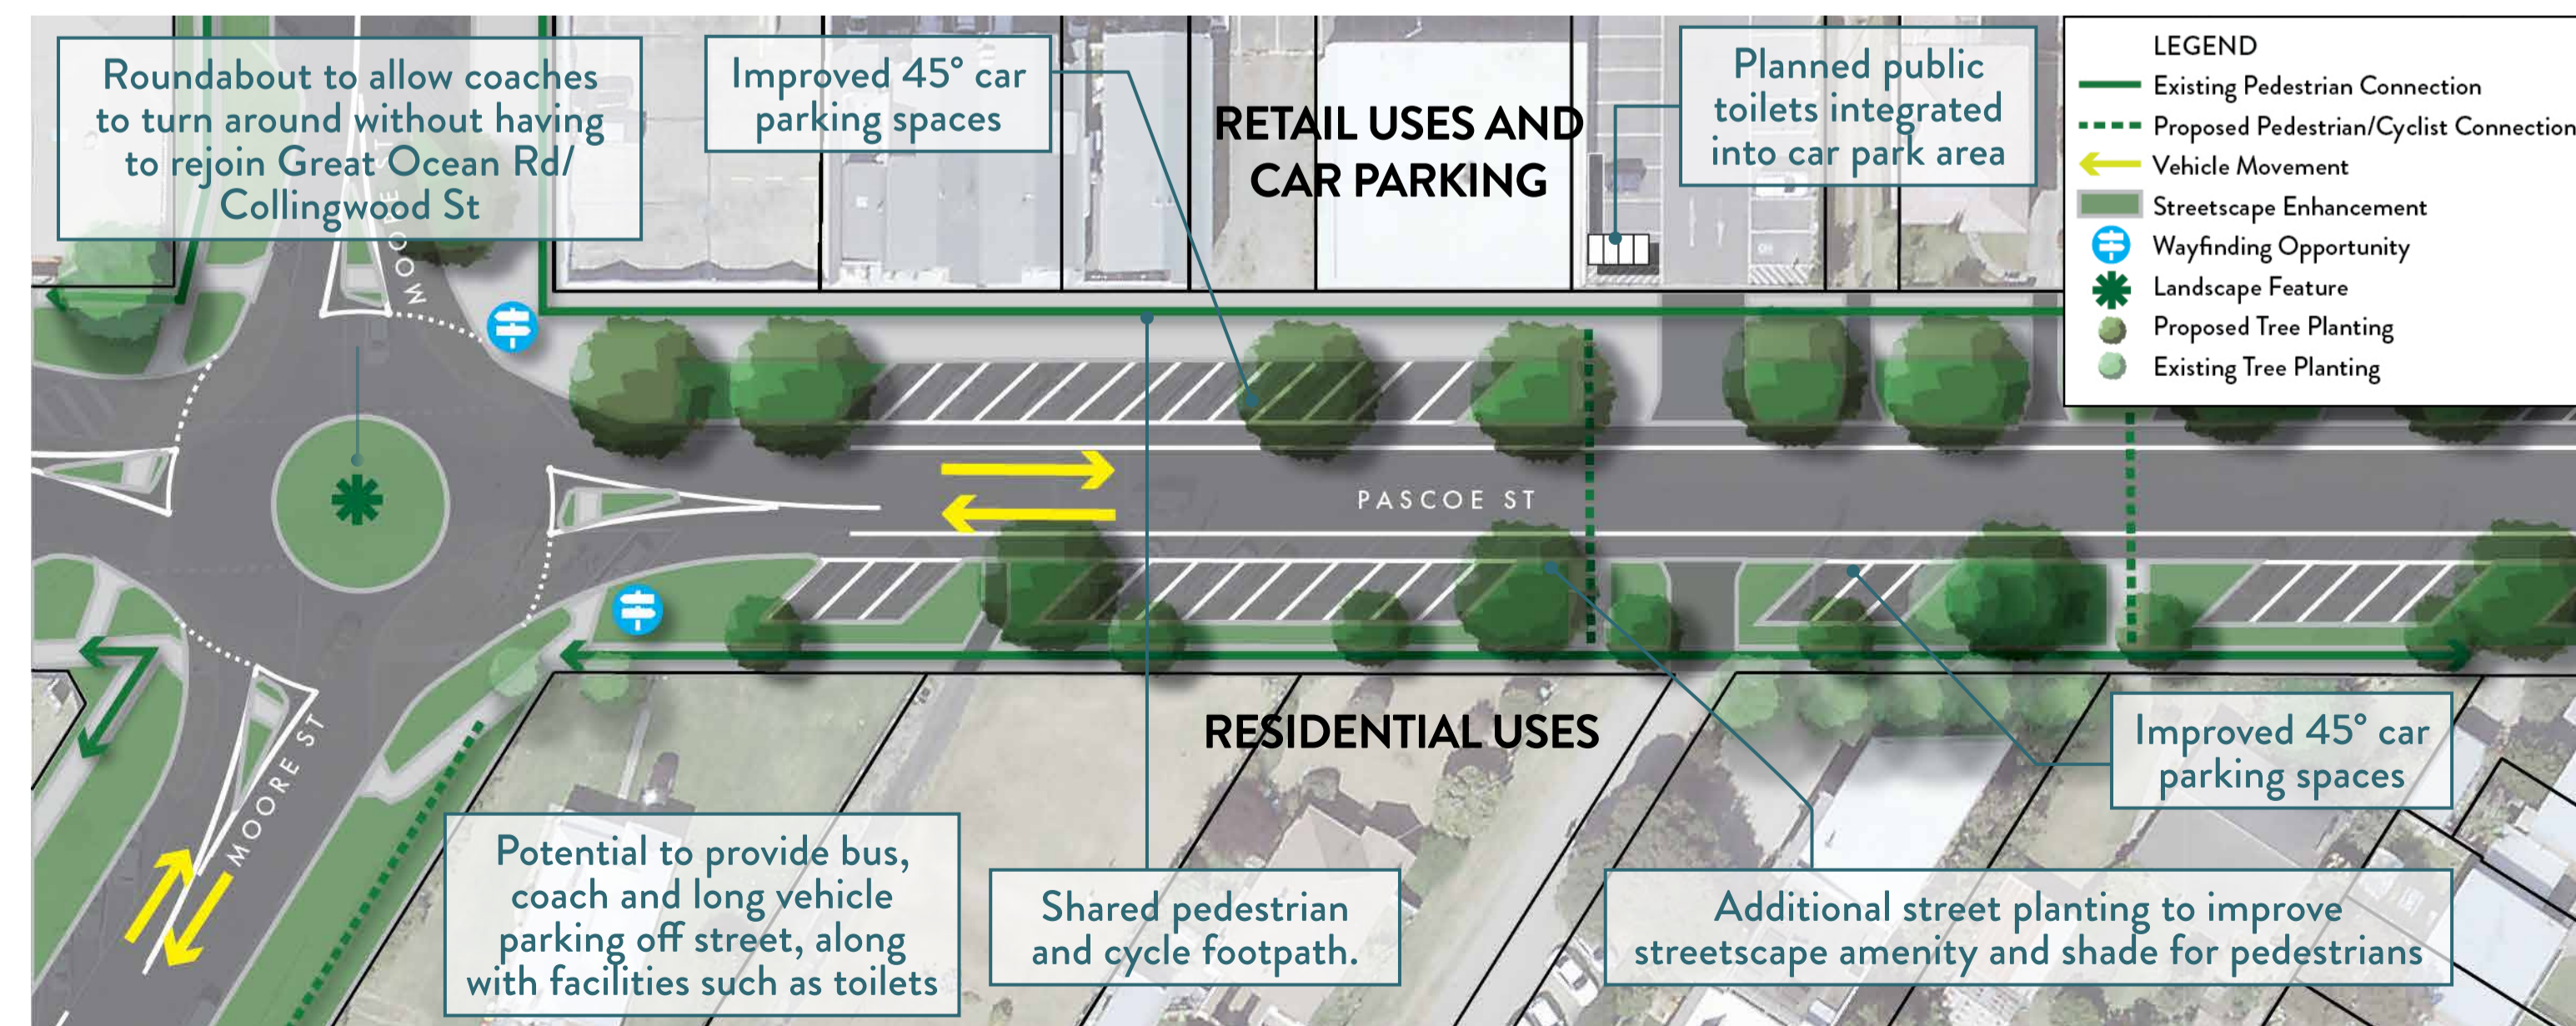 Roundabout to allow coaches
to turn around without having
to rejoin Great Ocean Rd/
Collingwood St
Improved 45° car
parking spaces
RETAIL USES AND
CAR PARKING
Planned public
toilets integrated
into car park area
LEGEND
Existing Pedestrian Connection
Proposed Pedestrian/Cyclist Connection
Vehicle Movement
Streetscape Enhancement
Wayfinding Opportunity
Landscape Feature
Proposed Tree Planting
Existing Tree Planting
MOORE ST
PASCOE ST
MOORE ST
RESIDENTIAL USES
Improved 45° car
parking spaces
Potential to provide bus,
coach and long vehicle
parking off street, along
with facilities such as toilets
Shared pedestrian
and cycle footpath.
Additional street planting to improve
streetscape amenity and shade for pedestrians